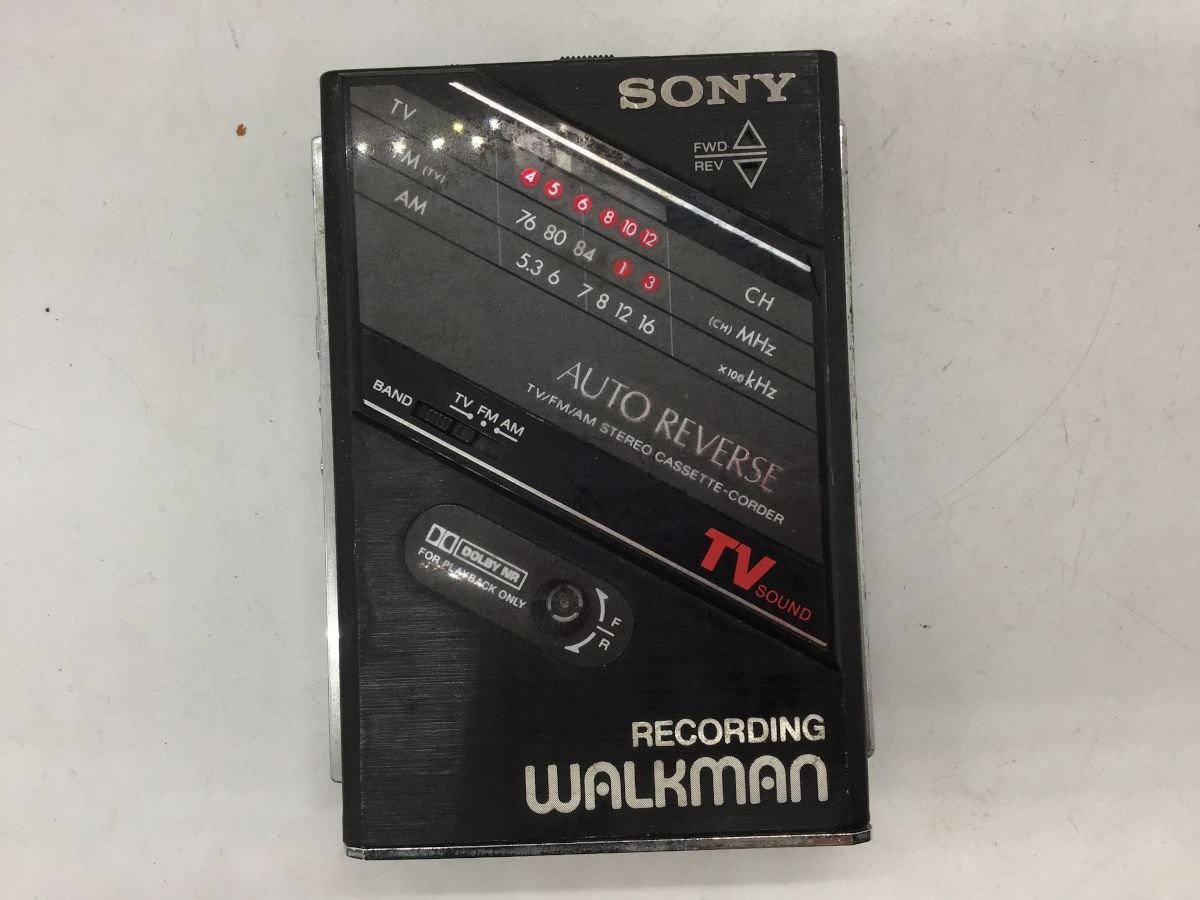 SONY
FWD
REV
TV
4 5 6 8 10 12
CH
FM (TV)
76 80 84 1 3
(CH) MHz
AM
5.3 6 7 8 12 16
×100 kHz
AUTO REVERSE
TV/FM/AM STEREO CASSETTE-CORDER
BAND
TV FM AM
TV SOUND
DOLBY NR
FOR PLAYBACK ONLY
F
R
RECORDING
WALKMAN